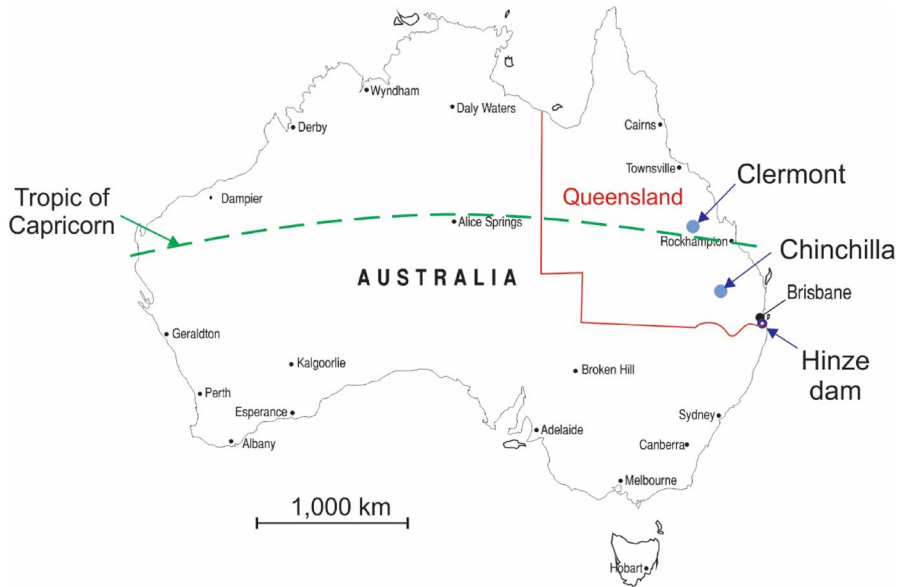 Wyndham
Daly Waters
Derby
Cairns
Townsville
Clermont
Tropic of
Capricorn
Dampier
Queensland
Alice Springs
Rockhampton
Chinchilla
AUSTRALIA
Brisbane
Geraldton
Hinze
dam
Kalgoorlie
Broken Hill
Perth
Esperance
Sydney
Albany
Adelaide
Canberra
Melbourne
1,000 km
Hobart